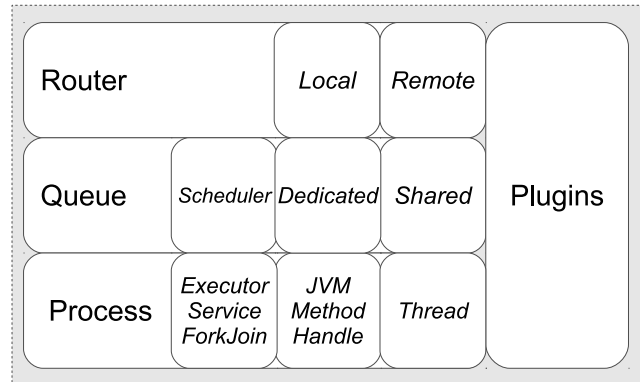 Router
Local
Remote
Queue
Scheduler
Dedicated
Shared
Plugins
Process
Executor
Service
ForkJoin
JVM
Method
Handle
Thread